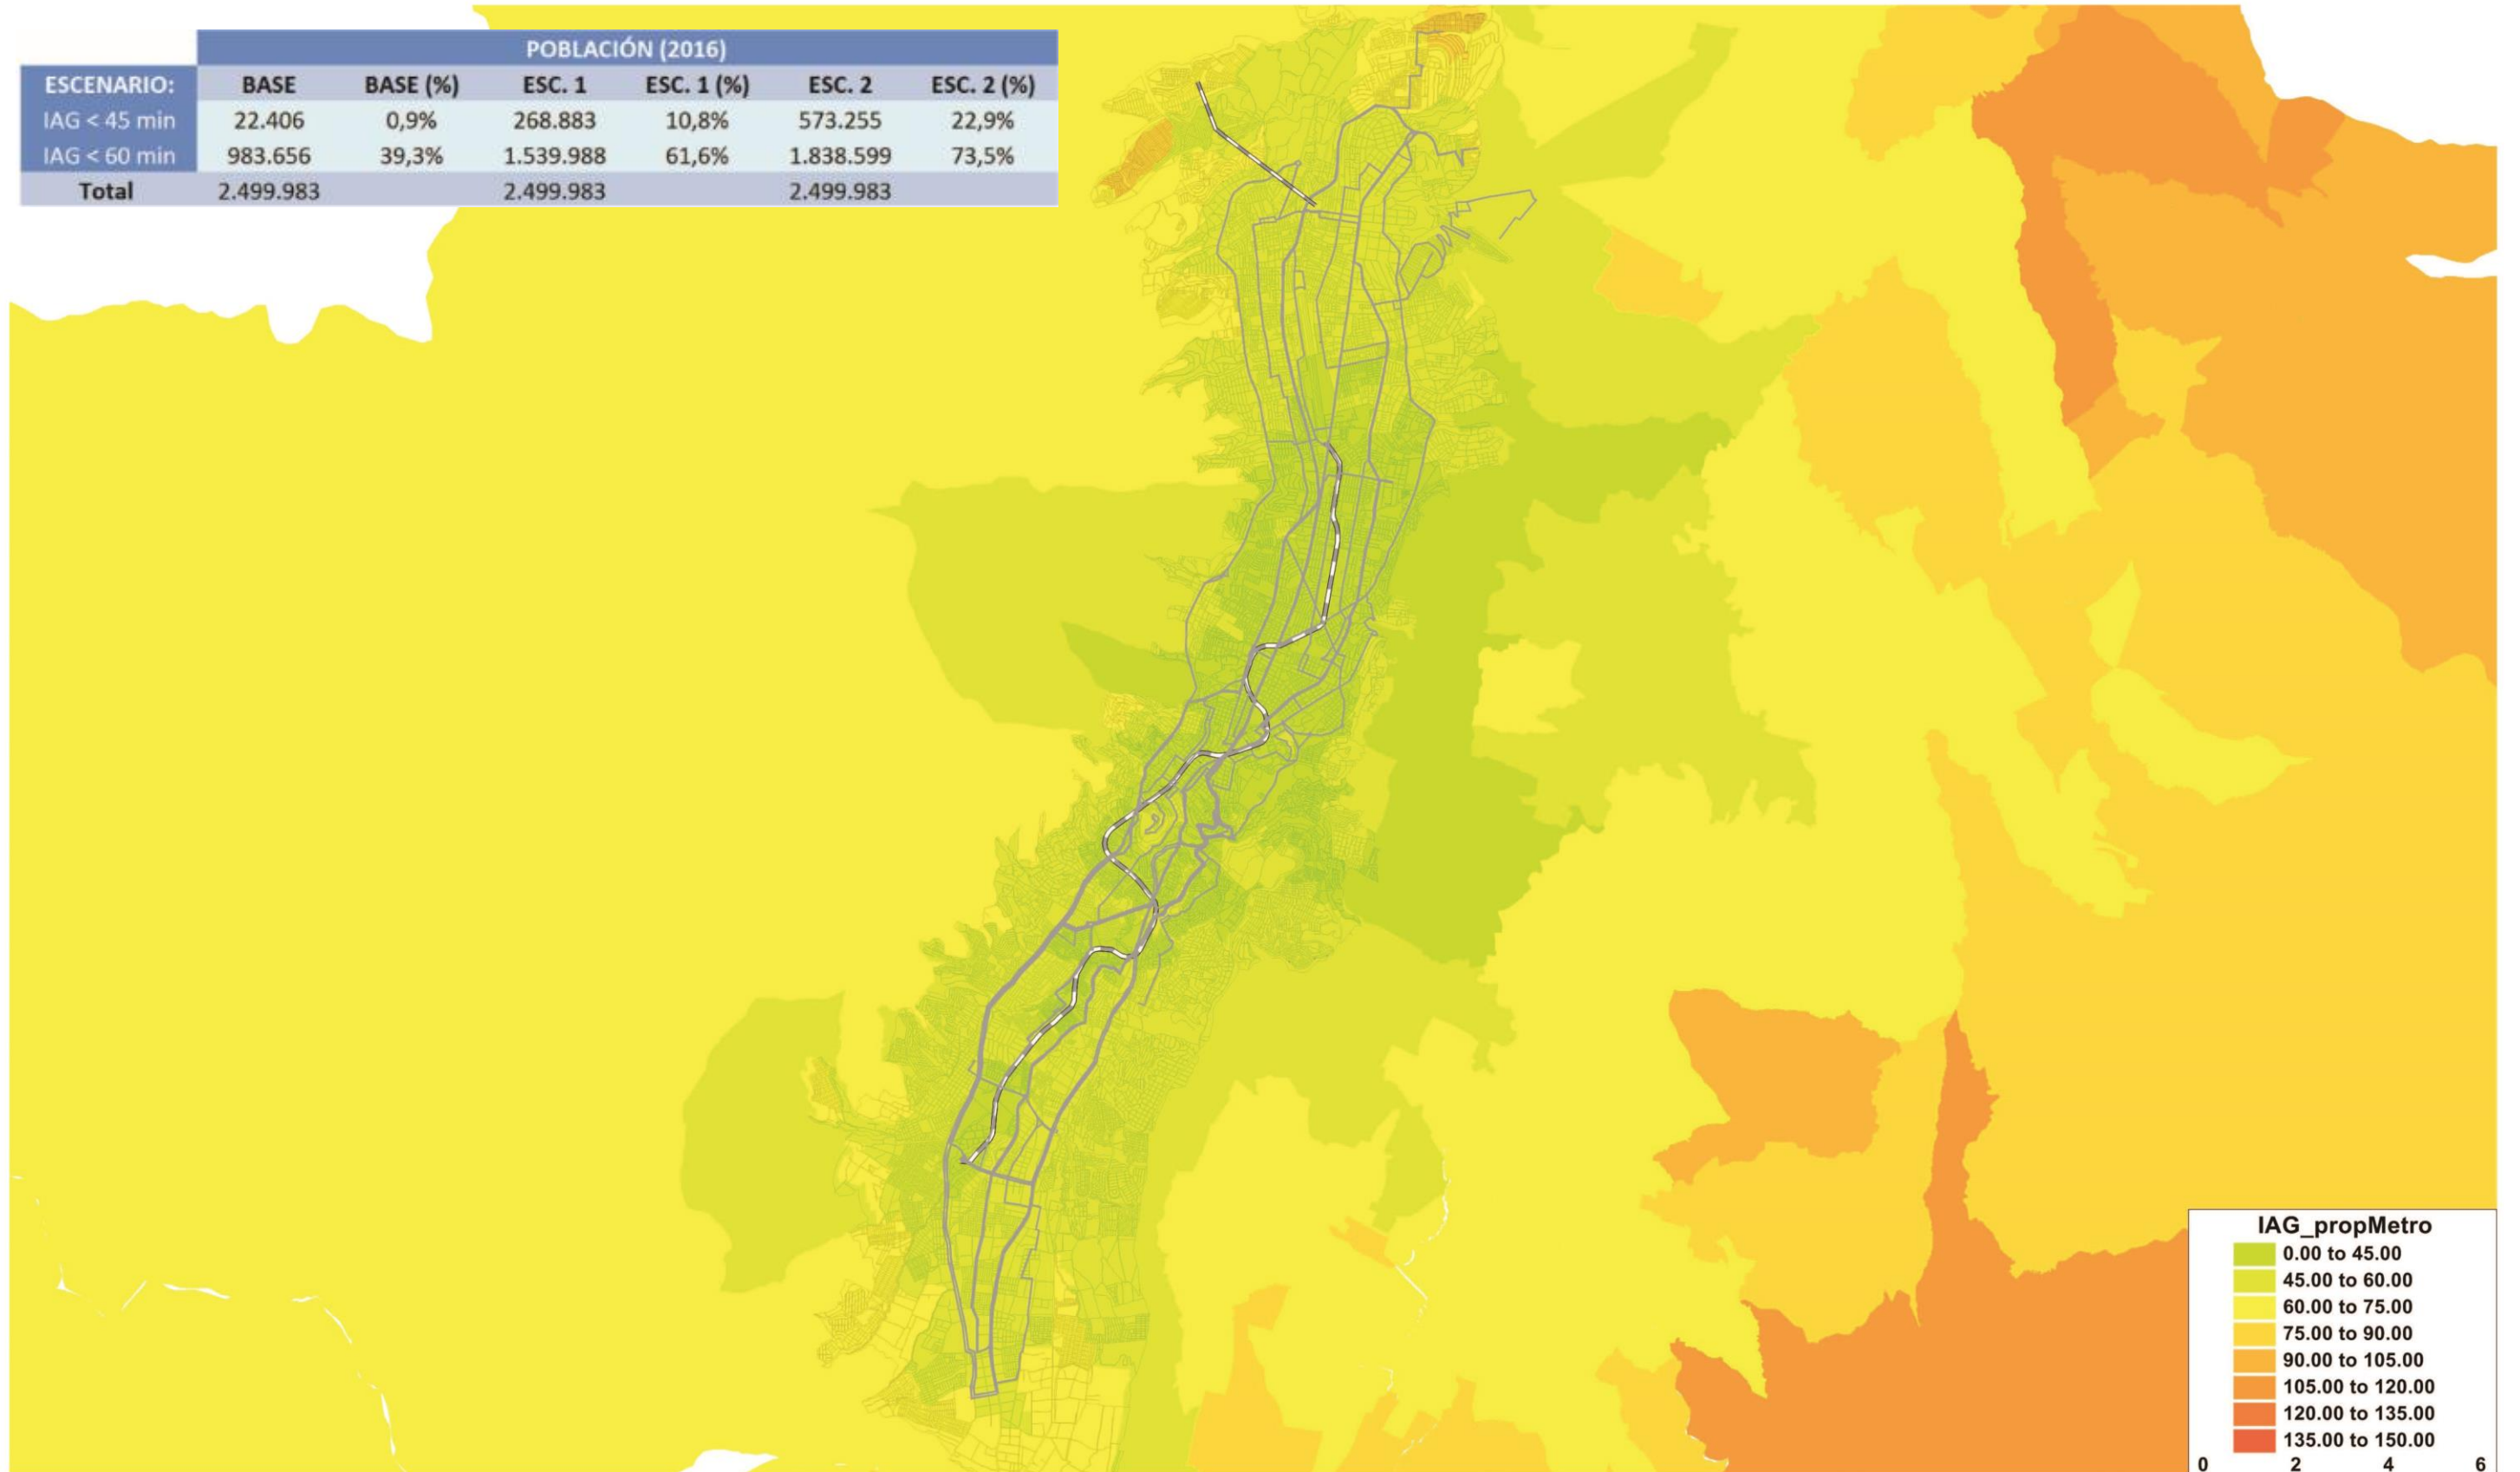 POBLACIÓN (2016)
ESCENARIO: BASE BASE (%) ESC. 1 ESC. 1 (%) ESC. 2 ESC. 2 (%)
IAG < 45 min 22.406 0,9% 268.883 10,8% 573.255 22,9%
IAG < 60 min 983.656 39,3% 1.539.988 61,6% 1.838.599 73,5%
Total 2.499.983 2.499.983 2.499.983
IAG_propMetro
0.00 to 45.00
45.00 to 60.00
60.00 to 75.00
75.00 to 90.00
90.00 to 105.00
105.00 to 120.00
120.00 to 135.00
135.00 to 150.00
0 2 4 6